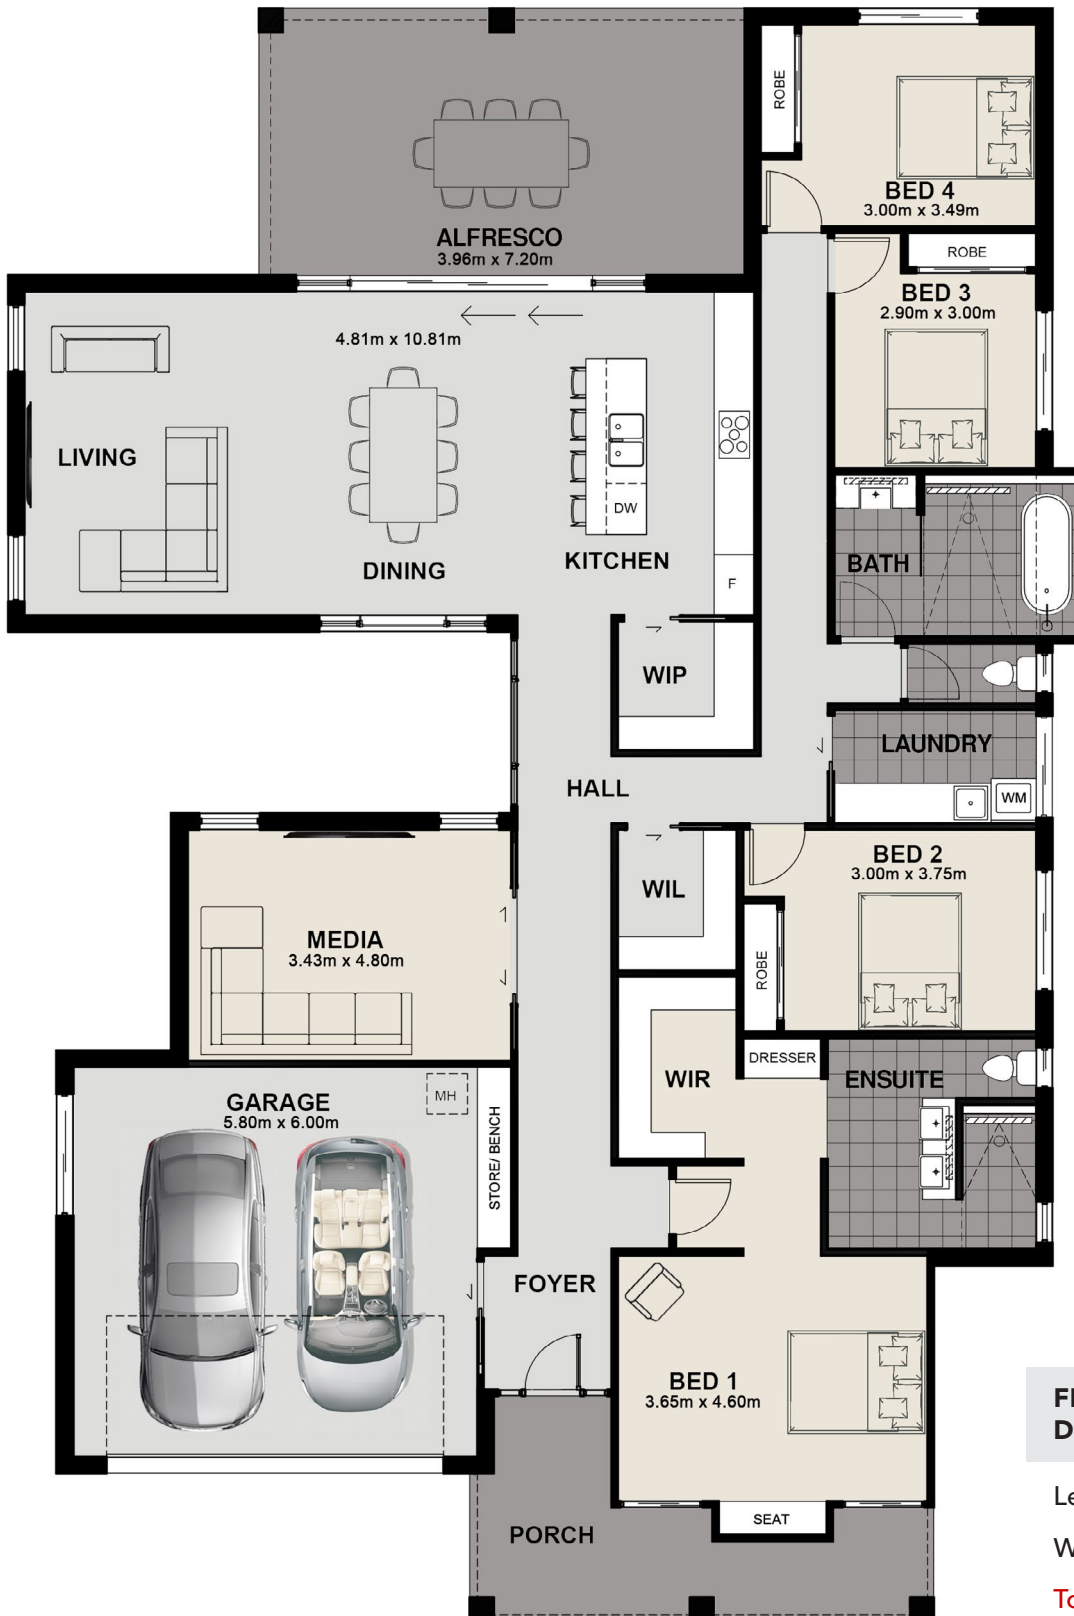 ROBE
BED 4
3.00m x 3.49m
ALFRESCO
3.96m x 7.20m
ROBE
BED 3
2.90m x 3.00m
4.81m x 10.81m
LIVING
DINING
DW
KITCHEN
F
BATH
WIP
LAUNDRY
WM
HALL
BED 2
3.00m x 3.75m
WIL
MEDIA
3.43m x 4.80m
ROBE
DRESSER
WIR
ENSUITE
GARAGE
5.80m x 6.00m
MH
STORE/ BENCH
FOYER
BED 1
3.65m x 4.60m
SEAT
PORCH
D
Le
W